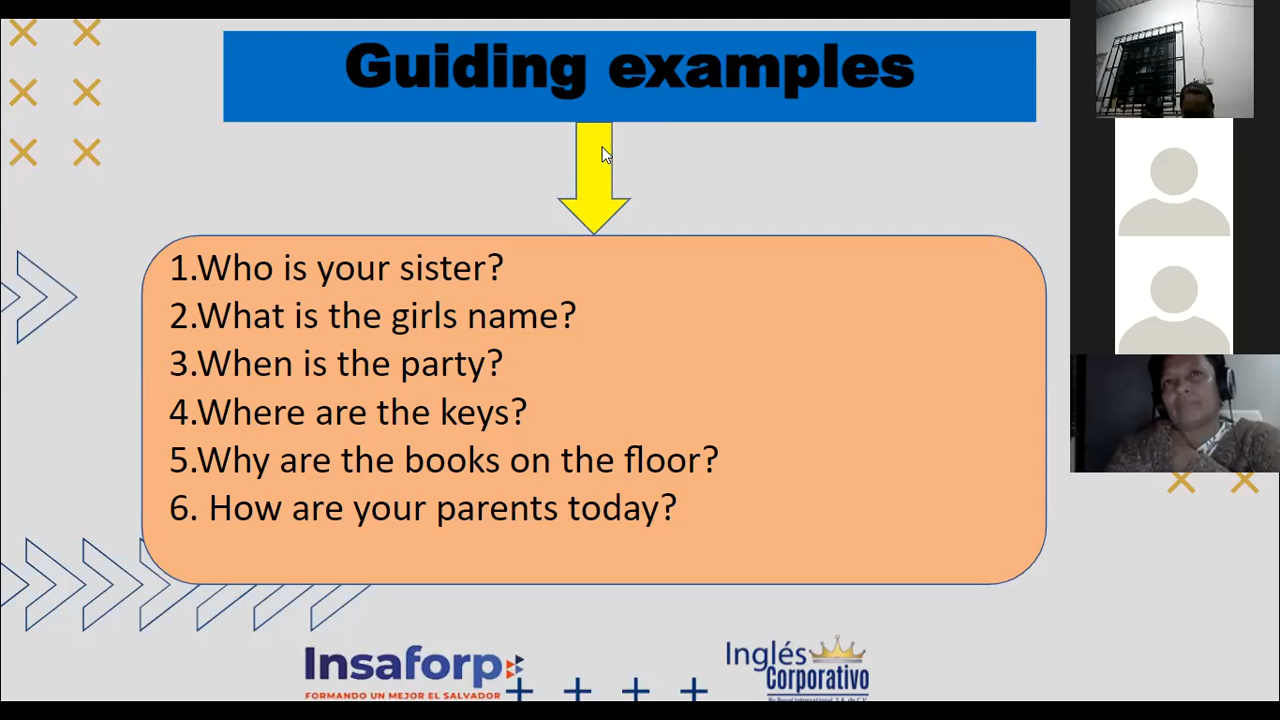 Guiding examples
1.Who is your sister?
2.What is the girls name?
3.When is the party?
4.Where are the keys?
5.Why are the books on the floor?
6. How are your parents today?
Insaforp
FORMANDO UN MEJOR EL SALVADOR
Inglés
Corporativo